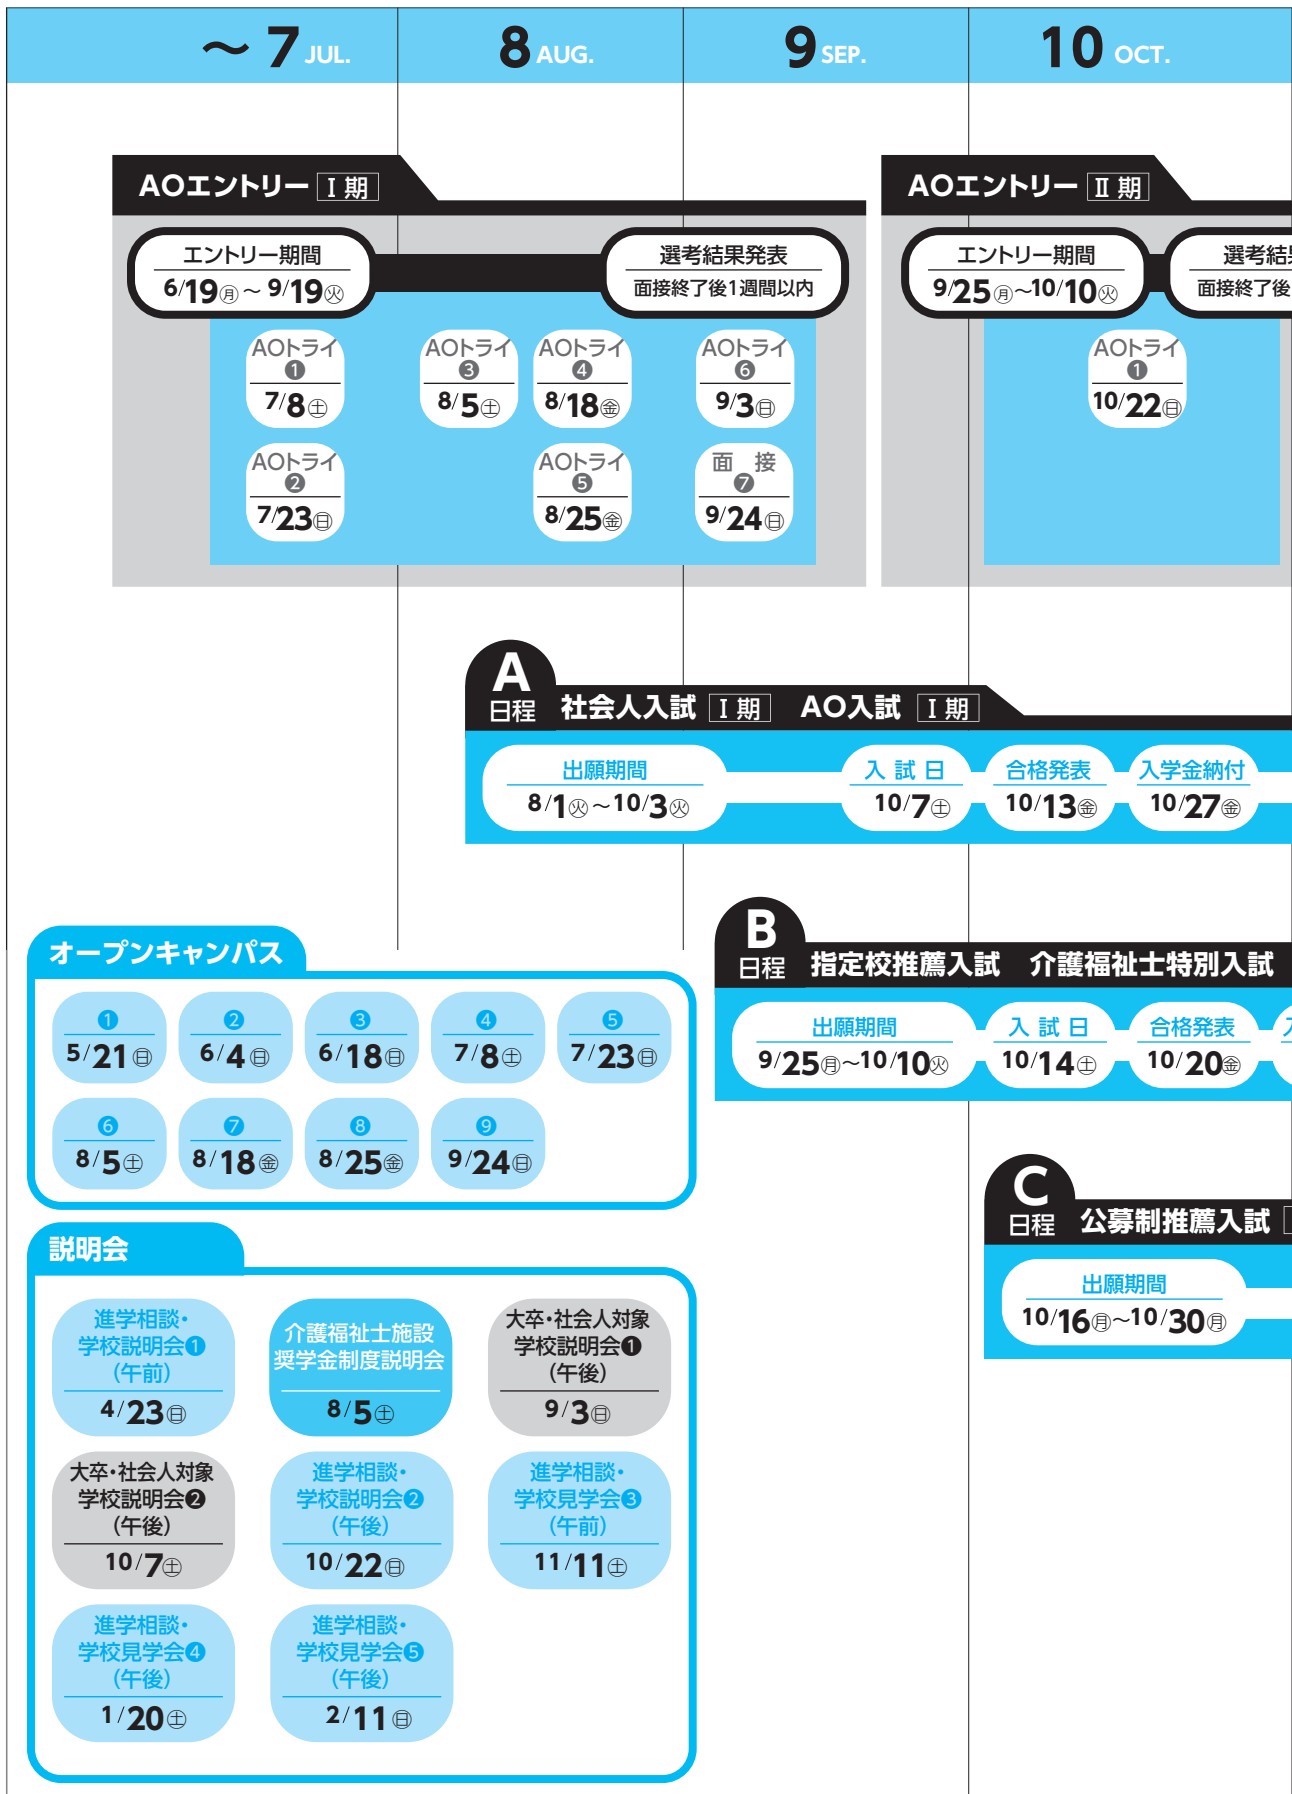 ～ 7 JUL.
8 AUG.
9 SEP.
10 OCT.
AOエントリー Ⅰ期
エントリー期間
6/19㊊～9/19㊋
選考結果発表
面接終了後1週間以内
AOトライ
❶
7/8㊏
AOトライ
❷
7/23㊐
AOトライ
❸
8/5㊏
AOトライ
❹
8/18㊎
AOトライ
❺
8/25㊎
AOトライ
❻
9/3㊐
面 接
❼
9/24㊐
AOエントリー Ⅱ期
エントリー期間
9/25㊊～10/10㊋
選考結
面接終了後
AOトライ
❶
10/22㊐
A
日程 社会人入試 Ⅰ期 AO入試 Ⅰ期
出願期間
8/1㊋～10/3㊋
入 試 日
10/7㊏
合格発表
10/13㊎
入学金納付
10/27㊎
B
日程 指定校推薦入試 介護福祉士特別入試
出願期間
9/25㊊～10/10㊋
入 試 日
10/14㊏
合格発表
10/20㊎
C
日程 公募制推薦入試
出願期間
10/16㊊～10/30㊊
オープンキャンパス
❶
5/21㊐
❷
6/4㊐
❸
6/18㊐
❹
7/8㊏
❺
7/23㊐
❻
8/5㊏
❼
8/18㊎
❽
8/25㊎
❾
9/24㊐
説明会
進学相談・
学校説明会❶
(午前)
4/23㊐
介護福祉士施設
奨学金制度説明会
8/5㊏
大卒・社会人対象
学校説明会❶
(午後)
9/3㊐
大卒・社会人対象
学校説明会❷
(午後)
10/7㊏
進学相談・
学校説明会❷
(午後)
10/22㊐
進学相談・
学校見学会❸
(午前)
11/11㊏
進学相談・
学校見学会❹
(午後)
1/20㊏
進学相談・
学校見学会❺
(午後)
2/11㊐